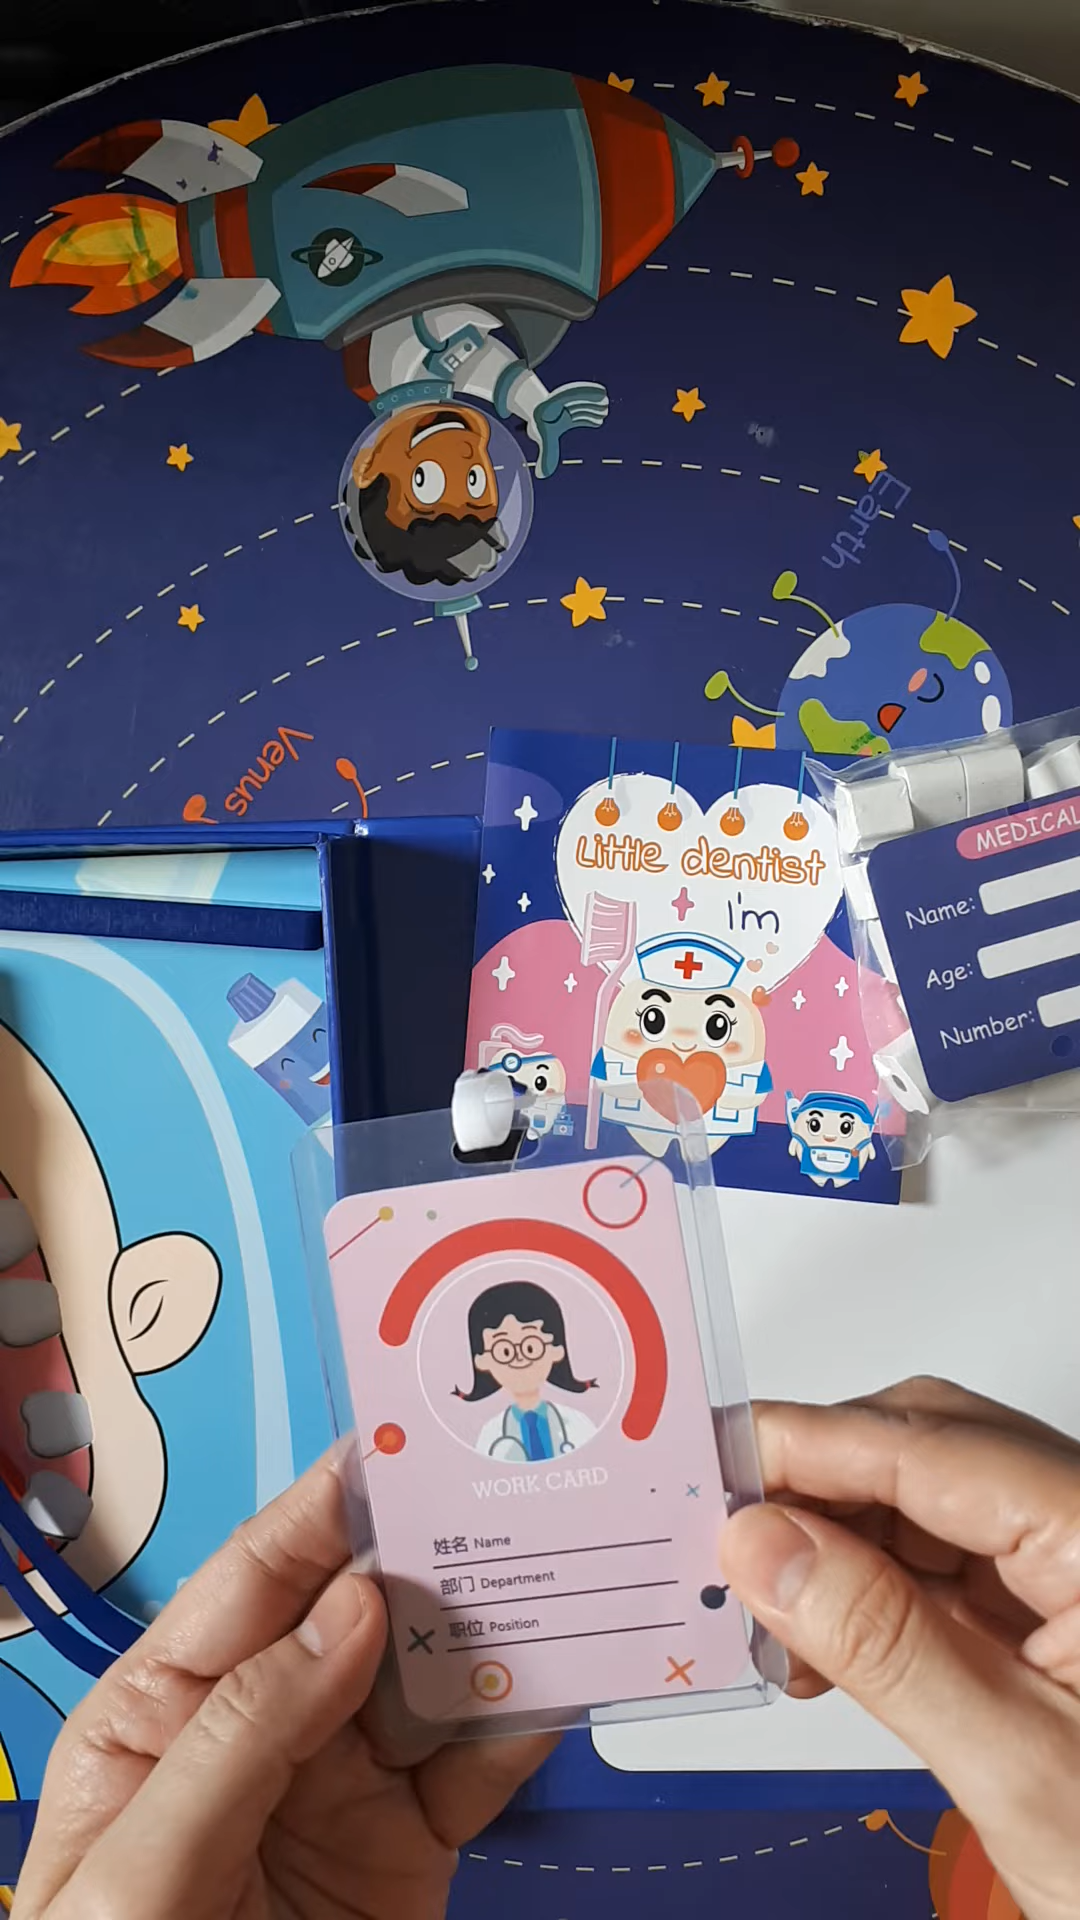 Earth
Venus
Little dentist
I'm
MEDICAL
Name:
Age:
Number:
WORK CARD
姓名 Name
部门 Department
职位 Position